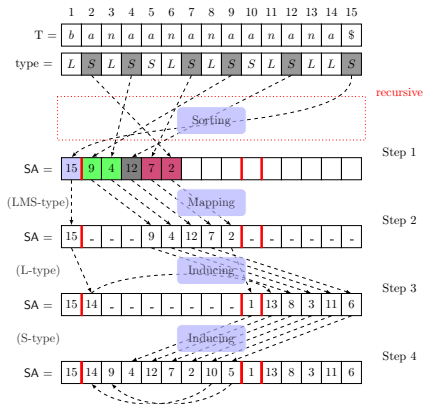 1 2 3 4 5 6 7 8 9 10 11 12 13 14 15
T = b a n a a n a n a a n a n a $
type = L S L S S L S L S S L S L L S
recursive
Sorting
Step 1
SA = 15 9 4 12 7 2
(LMS-type) Mapping
Step 2
SA = 15 - - - 9 4 12 7 2 - - - - - -
(L-type) Inducing
Step 3
SA = 15 14 - - - - - - - 1 13 8 3 11 6
(S-type) Inducing
Step 4
SA = 15 14 9 4 12 7 2 10 5 1 13 8 3 11 6